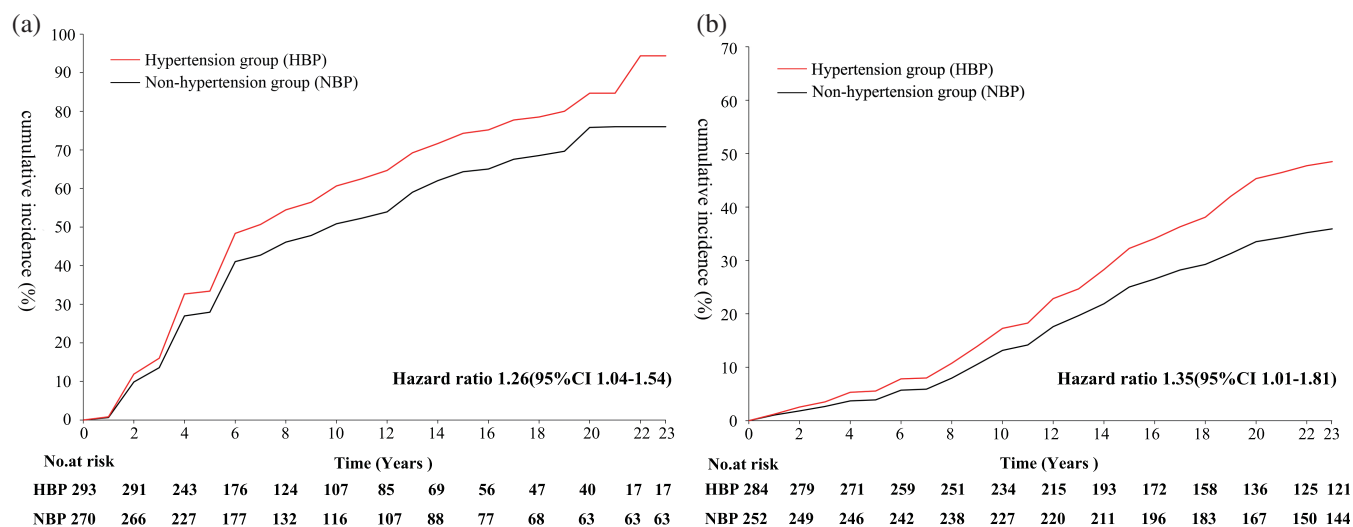 (a)
100
90
80
70
60
50
40
30
20
10
0
cumulative incidence (%)
Hypertension group (HBP)
Non-hypertension group (NBP)
Hazard ratio 1.26(95%CI 1.04-1.54)
0 2 4 6 8 10 12 14 16 18 20 22 23
No.at risk Time (Years )
HBP 293 291 243 176 124 107 85 69 56 47 40 17 17
NBP 270 266 227 177 132 116 107 88 77 68 63 63 63
(b)
70
60
50
40
30
20
10
0
cumulative incidence (%)
Hypertension group (HBP)
Non-hypertension group (NBP)
Hazard ratio 1.35(95%CI 1.01-1.81)
0 2 4 6 8 10 12 14 16 18 20 22 23
No.at risk Time (Years )
HBP 284 279 271 259 251 234 215 193 172 158 136 125 121
NBP 252 249 246 242 238 227 220 211 196 183 167 150 144